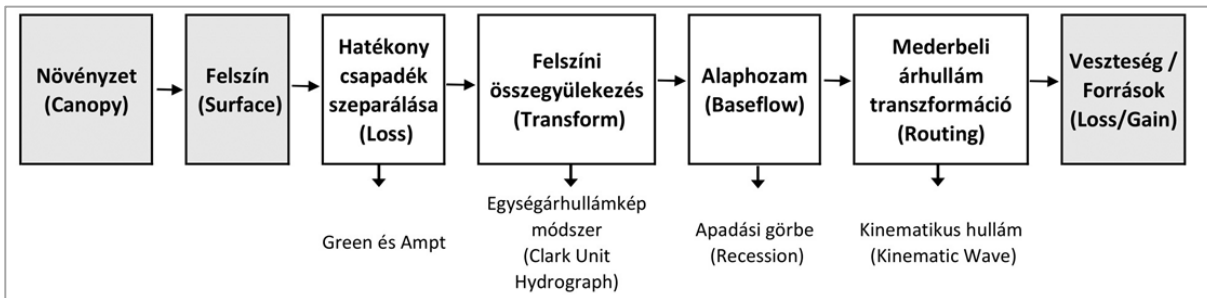 Növényzet
(Canopy)
Felszín
(Surface)
Hatékony
csapadék
szeparálása
(Loss)
Felszíni
összegyülekezés
(Transform)
Alaphozam
(Baseflow)
Mederbeli
árhullám
transzformáció
(Routing)
Veszteség /
Források
(Loss/Gain)
Green és Ampt
Egységárhullámkép
módszer
(Clark Unit
Hydrograph)
Apadási görbe
(Recession)
Kinematikus hullám
(Kinematic Wave)